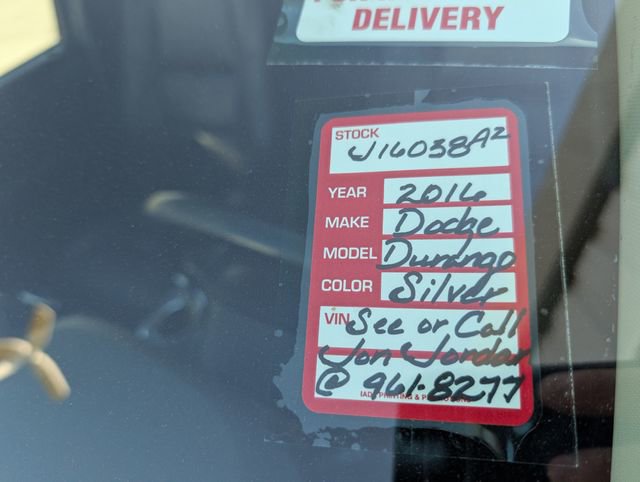 DELIVERY
STOCK J16038A2
YEAR 2016
MAKE Dodge
MODEL Durango
COLOR Silver
VIN See or Call
Jon Jordan
@ 961-8277